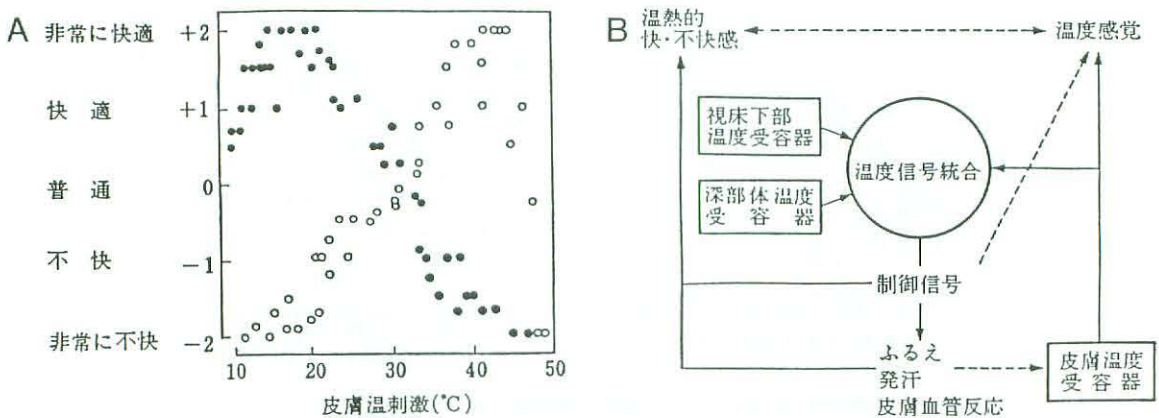 A
非常に快適 +2
快適 +1
普通 0
不快 −1
非常に不快 −2
10 20 30 40 50
皮膚温刺激(℃)
B
温熱的
快・不快感
温度感覚
視床下部
温度受容器
温度信号統合
深部体温度
受容器
制御信号
ふるえ
発汗
皮膚血管反応
皮膚温度
受容器